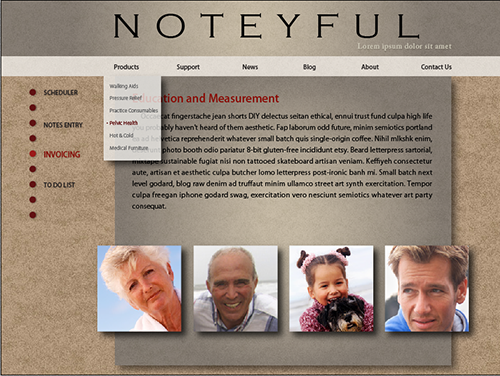 NOTEYFUL
Lorem ipsum dolor sit amet
Products Support News Blog About Contact Us
SCHEDULER
NOTES ENTRY
INVOICING
TO DO LIST
Walking Aids
Pressure Relief
Practice Consumables
Pelvic Health
Hot & Cold
Medical Furniture
and Measurement
fingerstache jean shorts DIY delectus seitan ethical, ennui trust fund culpa high life
probably haven't heard of them aesthetic. Fap laborum odd future, minim semiotics portland
ad helvetica reprehenderit whatever small batch quis single-origin coffee. Nihil mlkshk enim,
photo booth odio pariatur 8-bit gluten-free incididunt etsy. Beard letterpress sartorial,
mixtape sustainable fugiat nisi non tattooed skateboard artisan veniam. Keffiyeh consectetur
aute, artisan et aesthetic culpa butcher lomo letterpress post-ironic banh mi. Small batch next
level godard, blog raw denim ad truffaut minim ullamco street art synth exercitation. Tempor
culpa freegan iphone godard swag, exercitation vero nesciunt semiotics whatever art party
consequat.